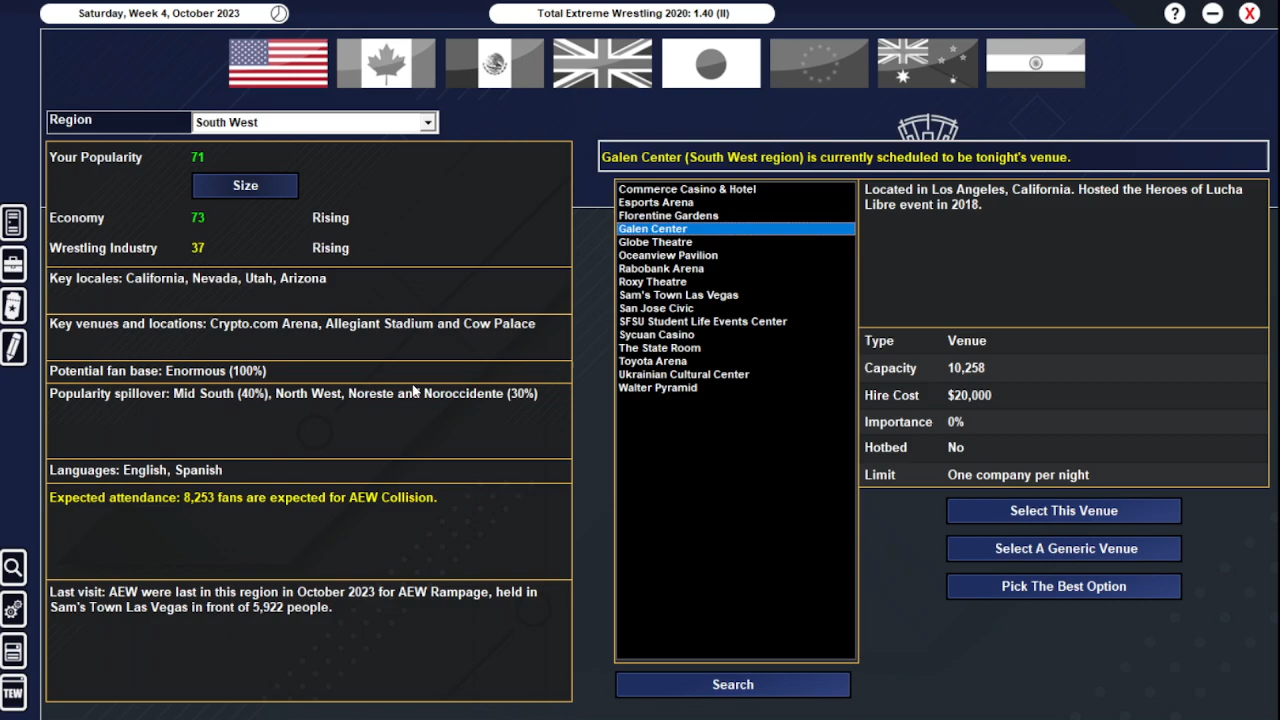 Saturday, Week 4, October 2023
Total Extreme Wrestling 2020: 1.40 (II)
?
X
Region
South West
Your Popularity 71
Size
Economy 73 Rising
Wrestling Industry 37 Rising
Key locales: California, Nevada, Utah, Arizona
Key venues and locations: Crypto.com Arena, Allegiant Stadium and Cow Palace
Potential fan base: Enormous (100%)
Popularity spillover: Mid South (40%), North West, Noreste and Noroccidente (30%)
Languages: English, Spanish
Expected attendance: 8,253 fans are expected for AEW Collision.
Last visit: AEW were last in this region in October 2023 for AEW Rampage, held in
Sam's Town Las Vegas in front of 5,922 people.
TEW
Galen Center (South West region) is currently scheduled to be tonight's venue.
Commerce Casino & Hotel
Esports Arena
Florentine Gardens
Galen Center
Globe Theatre
Oceanview Pavilion
Rabobank Arena
Roxy Theatre
Sam's Town Las Vegas
San Jose Civic
SFSU Student Life Events Center
Sycuan Casino
The State Room
Toyota Arena
Ukrainian Cultural Center
Walter Pyramid
Search
Located in Los Angeles, California. Hosted the Heroes of Lucha
Libre event in 2018.
Type Venue
Capacity 10,258
Hire Cost $20,000
Importance 0%
Hotbed No
Limit One company per night
Select This Venue
Select A Generic Venue
Pick The Best Option